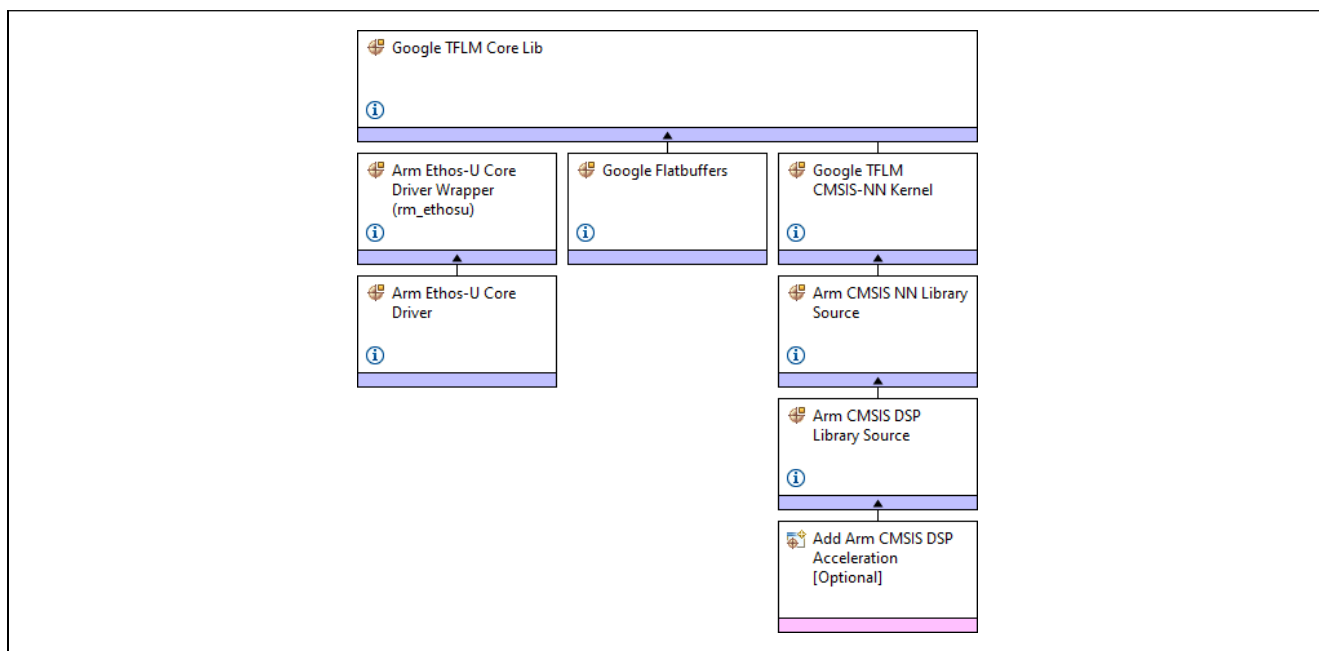 Google TFLM Core Lib
Arm Ethos-U Core
Driver Wrapper
(rm_ethosu)
Google Flatbuffers
Google TFLM
CMSIS-NN Kernel
Arm Ethos-U Core
Driver
Arm CMSIS NN Library
Source
Arm CMSIS DSP
Library Source
Add Arm CMSIS DSP
Acceleration
[Optional]